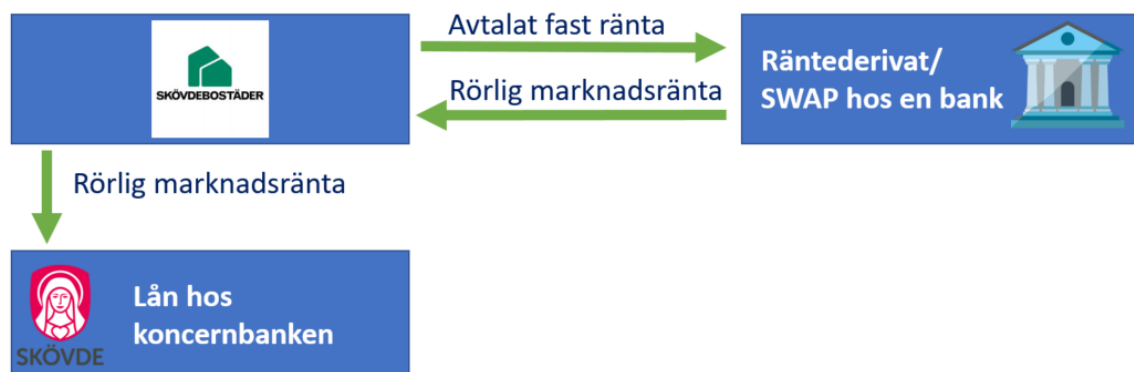 SKÖVDEBOSTÄDER
Avtalat fast ränta
Rörlig marknadsränta
Räntederivat/
SWAP hos en bank
Rörlig marknadsränta
SKÖVDE
Lån hos
koncernbanken